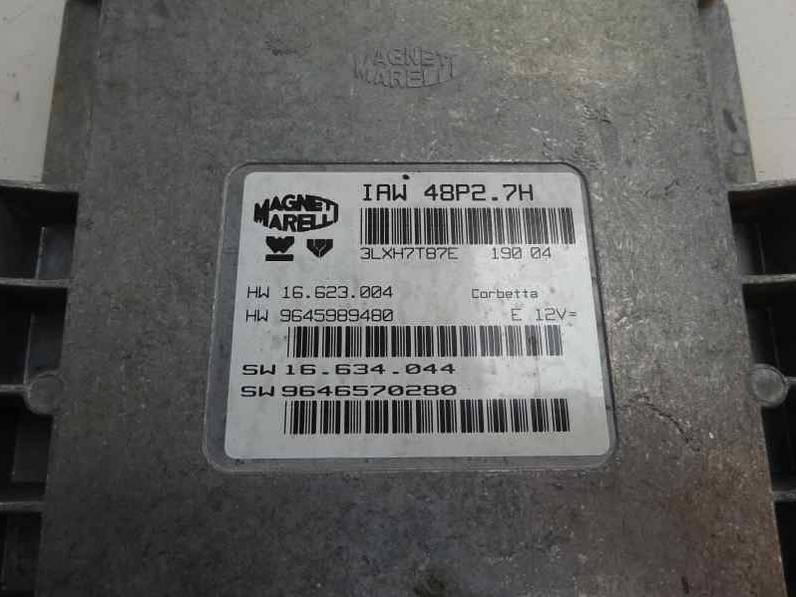 MAGNETI
MARELLI
IAW 48P2.7H
MAGNETI
MARELLI
3LXH7T87E 190 04
HW 16.623.004 Corbetta
HW 9645989480 E 12V=
SW 16.634.044
SW 9646570280